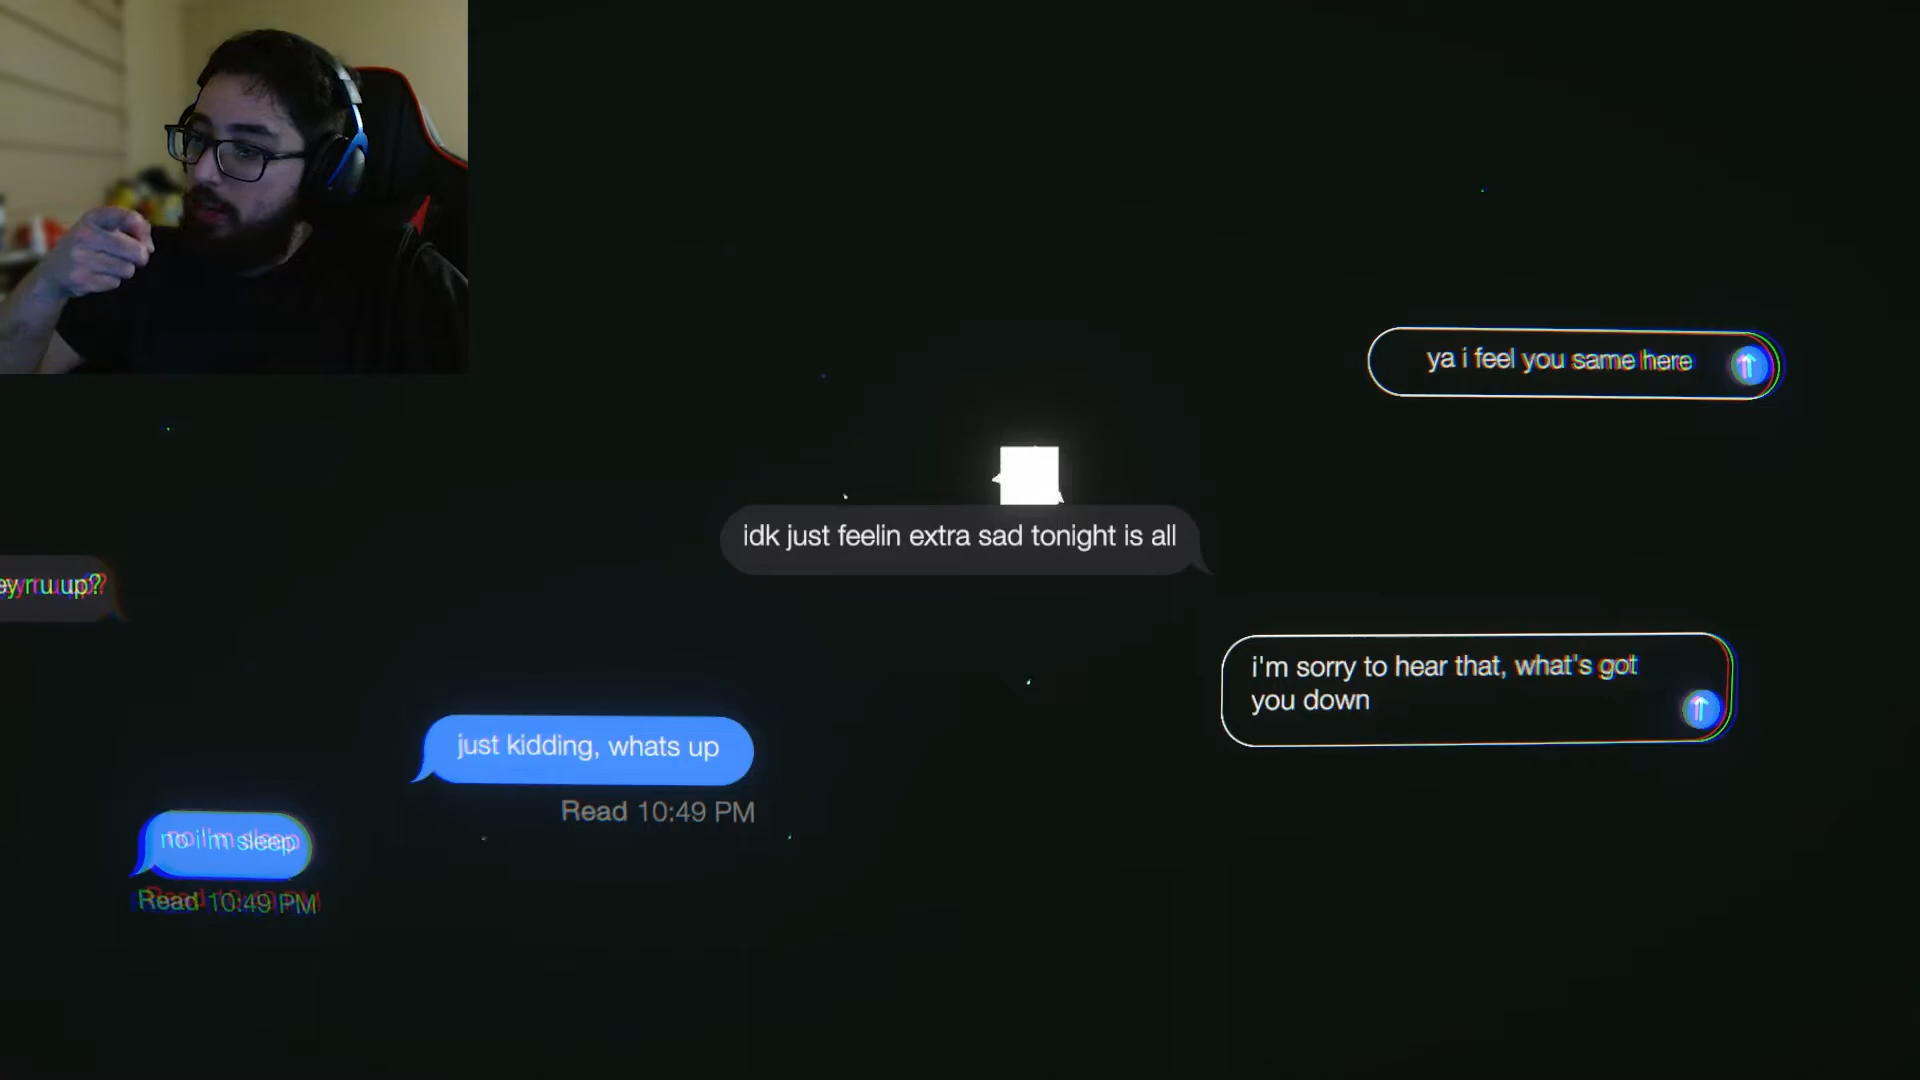 ya i feel you same here
idk just feelin extra sad tonight is all
ey r u up?
i'm sorry to hear that, what's got
you down
just kidding, whats up
Read 10:49 PM
no i'm sleep
Read 10:49 PM